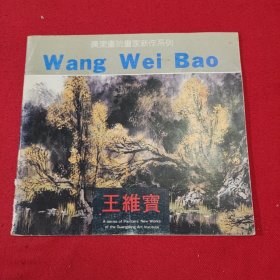 廣東畫院畫家新作系列
Wang Wei Bao
王維寶
A series of Painters' New Works
of the Guangdong Art Institute